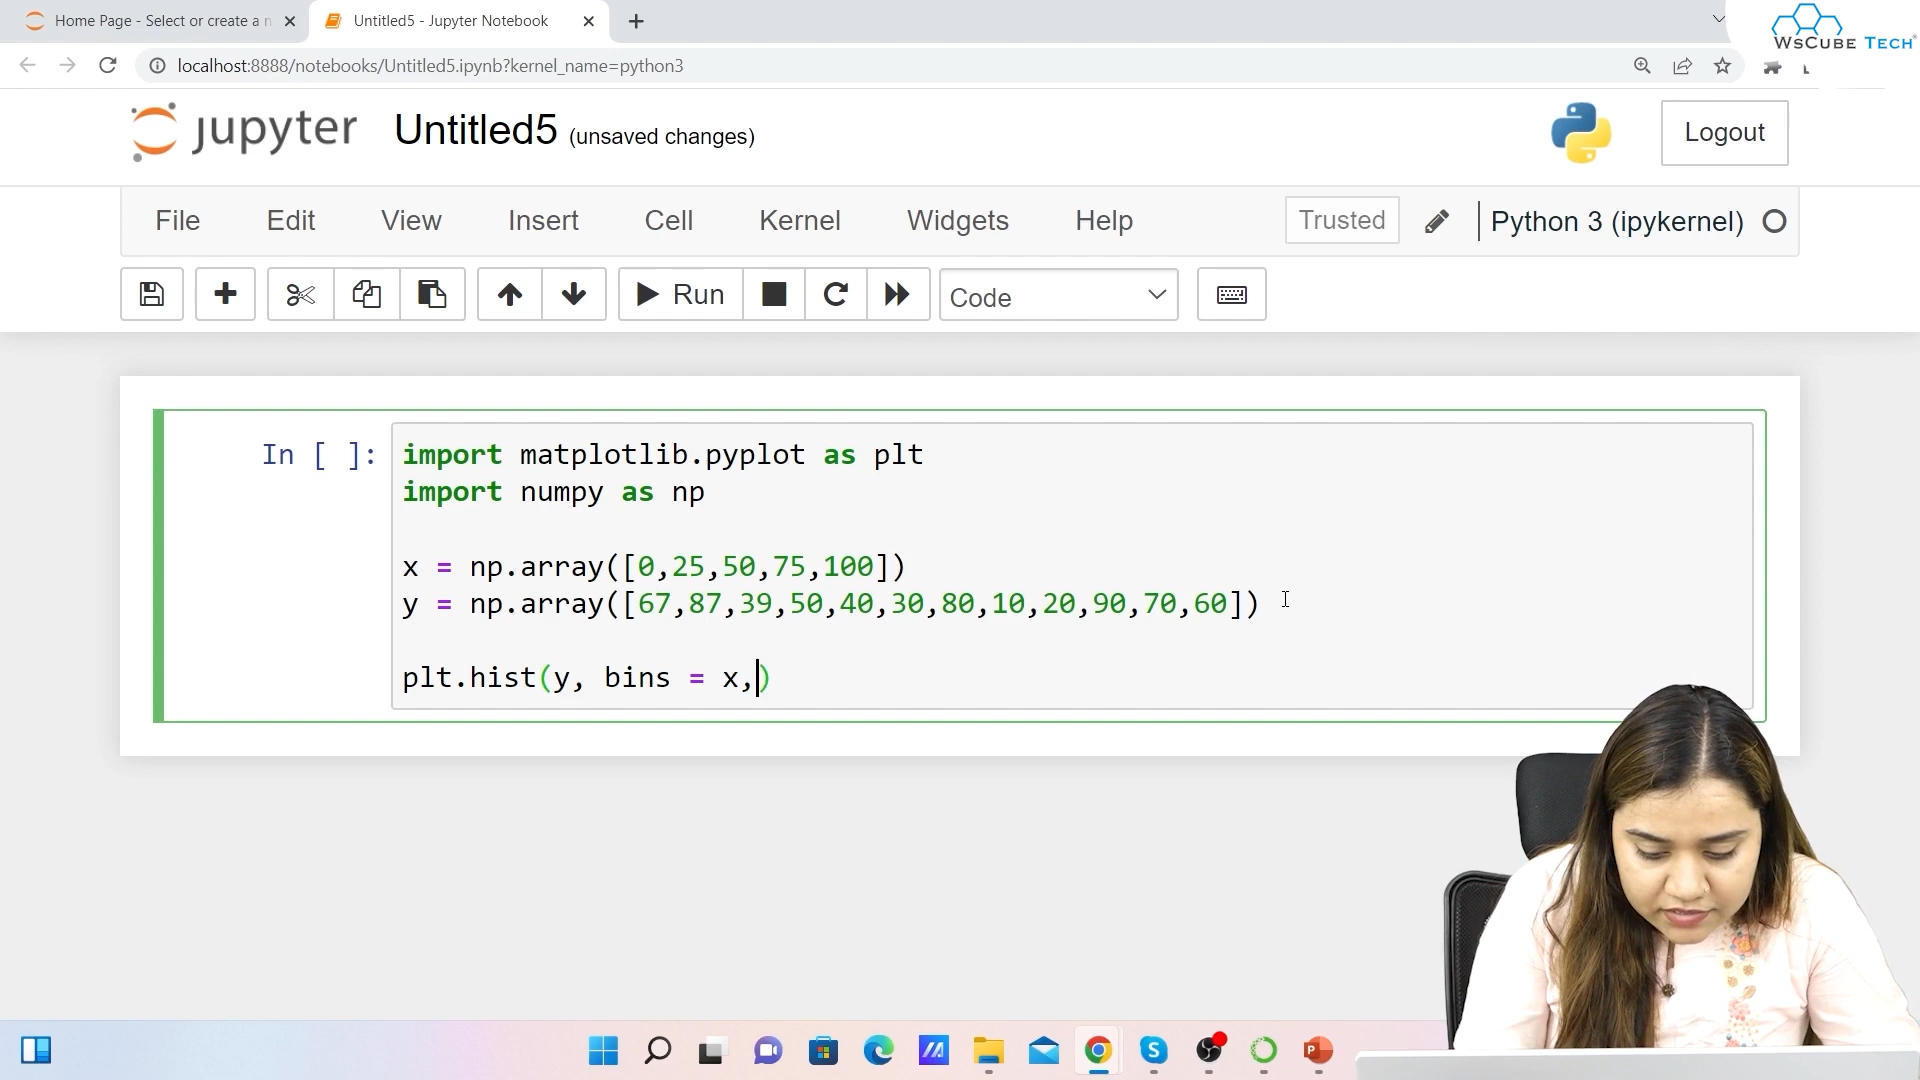 Home Page - Select or create a n
Untitled5 - Jupyter Notebook
WsCube Tech
localhost:8888/notebooks/Untitled5.ipynb?kernel_name=python3
jupyter Untitled5 (unsaved changes)
Logout
File Edit View Insert Cell Kernel Widgets Help Trusted Python 3 (ipykernel)
Run Code
In [ ]: import matplotlib.pyplot as plt
import numpy as np
x = np.array([0,25,50,75,100])
y = np.array([67,87,39,50,40,30,80,10,20,90,70,60])
plt.hist(y, bins = x,)